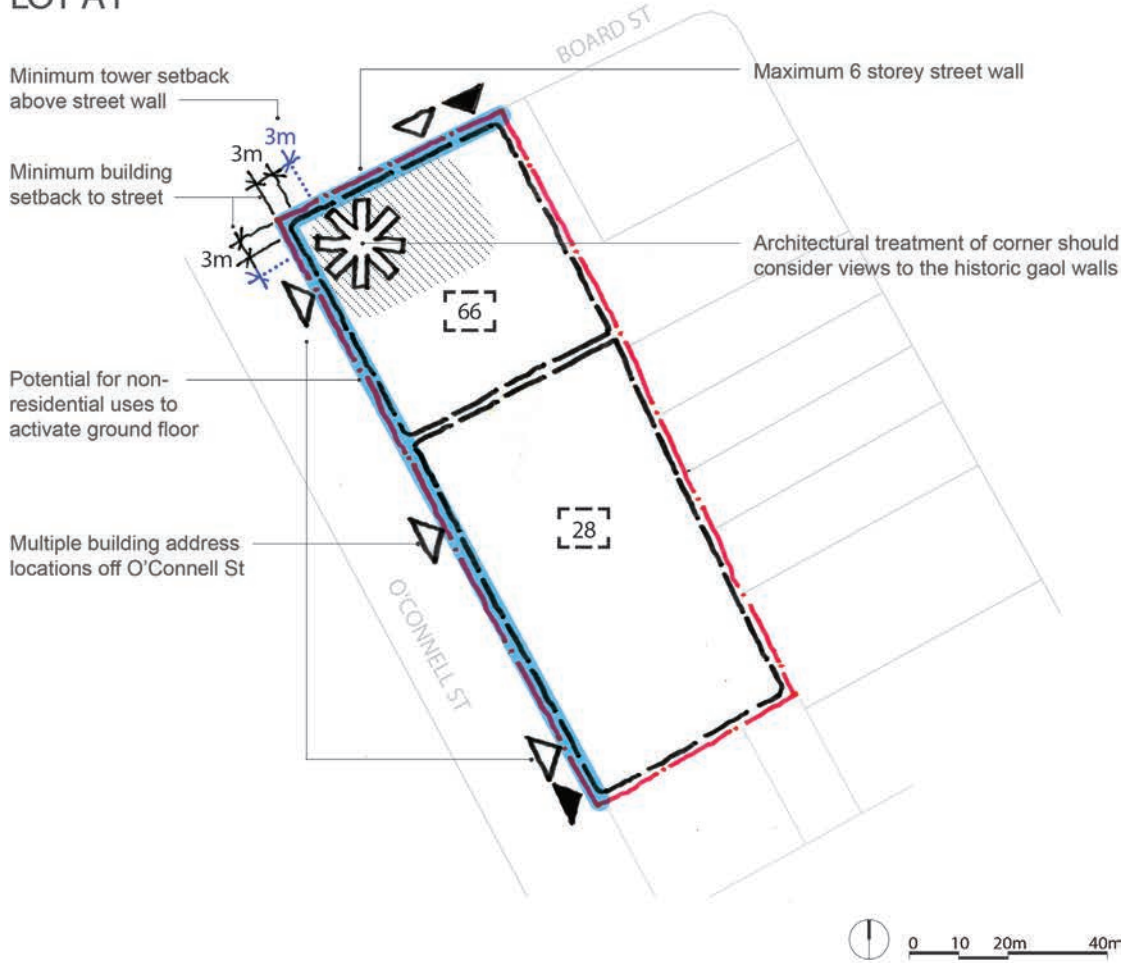 BOARD ST
Minimum tower setback
above street wall
Maximum 6 storey street wall
3m
3m
Minimum building
setback to street
3m
Architectural treatment of corner should
consider views to the historic gaol walls
66
Potential for non-
residential uses to
activate ground floor
28
Multiple building address
locations off O'Connell St
O'CONNELL ST
0 10 20m 40m